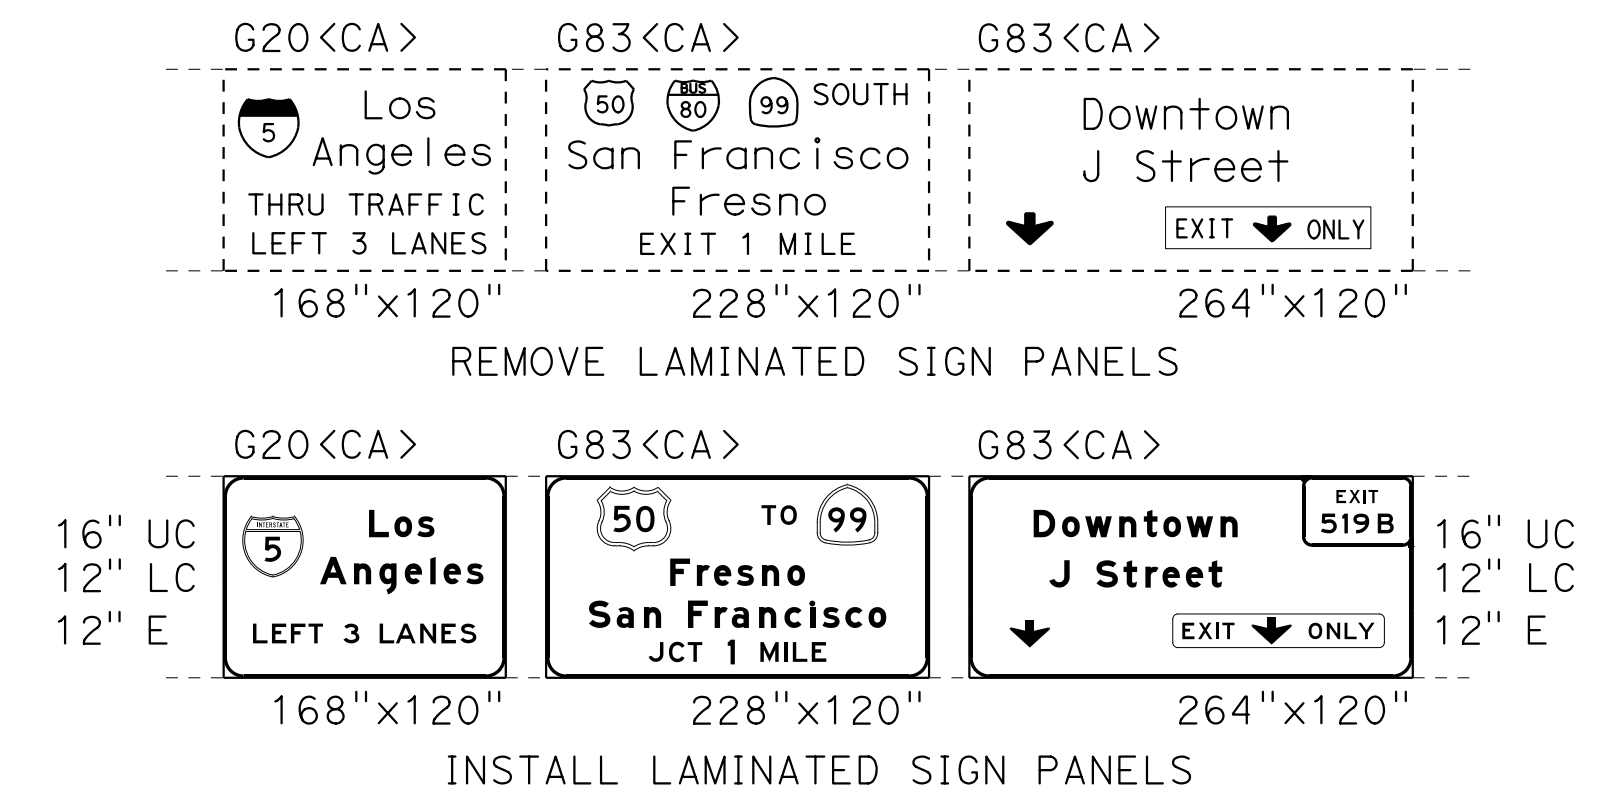 G20<CA> G83<CA> G83<CA>
5 Los
Angeles
THRU TRAFFIC
LEFT 3 LANES
50 BUS 80 99 SOUTH
San Francisco
Fresno
EXIT 1 MILE
Downtown
J Street
EXIT ONLY
168"x120" 228"x120" 264"x120"
REMOVE LAMINATED SIGN PANELS
G20<CA> G83<CA> G83<CA>
16" UC
12" LC
12" E
INTERSTATE
5 Los
Angeles
LEFT 3 LANES
50 TO 99
Fresno
San Francisco
JCT 1 MILE
EXIT
519B
Downtown
J Street
EXIT ONLY
16" UC
12" LC
12" E
168"x120" 228"x120" 264"x120"
INSTALL LAMINATED SIGN PANELS